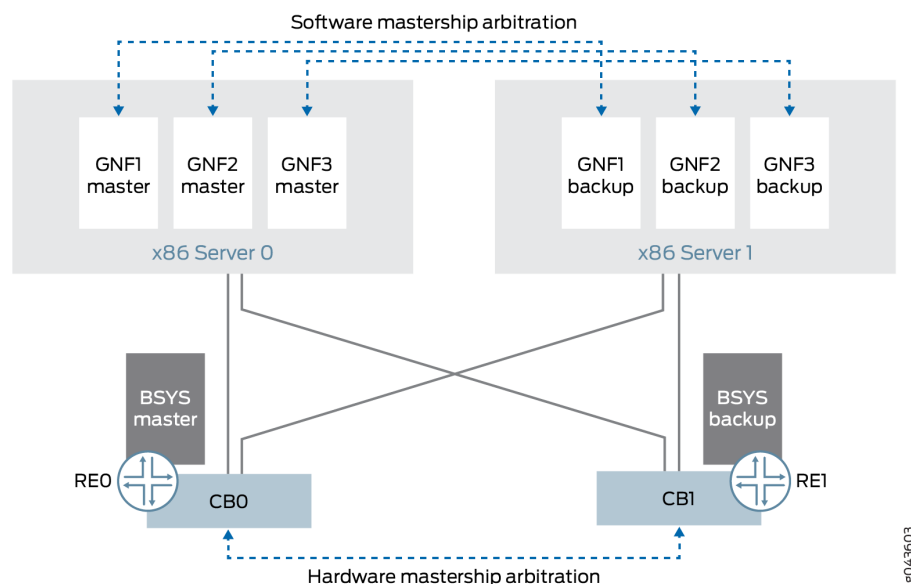 Software mastership arbitration
GNF1
master
GNF2
master
GNF3
master
GNF1
backup
GNF2
backup
GNF3
backup
x86 Server 0
x86 Server 1
BSYS
master
BSYS
backup
RE0
CB0
CB1
RE1
Hardware mastership arbitration
g043603